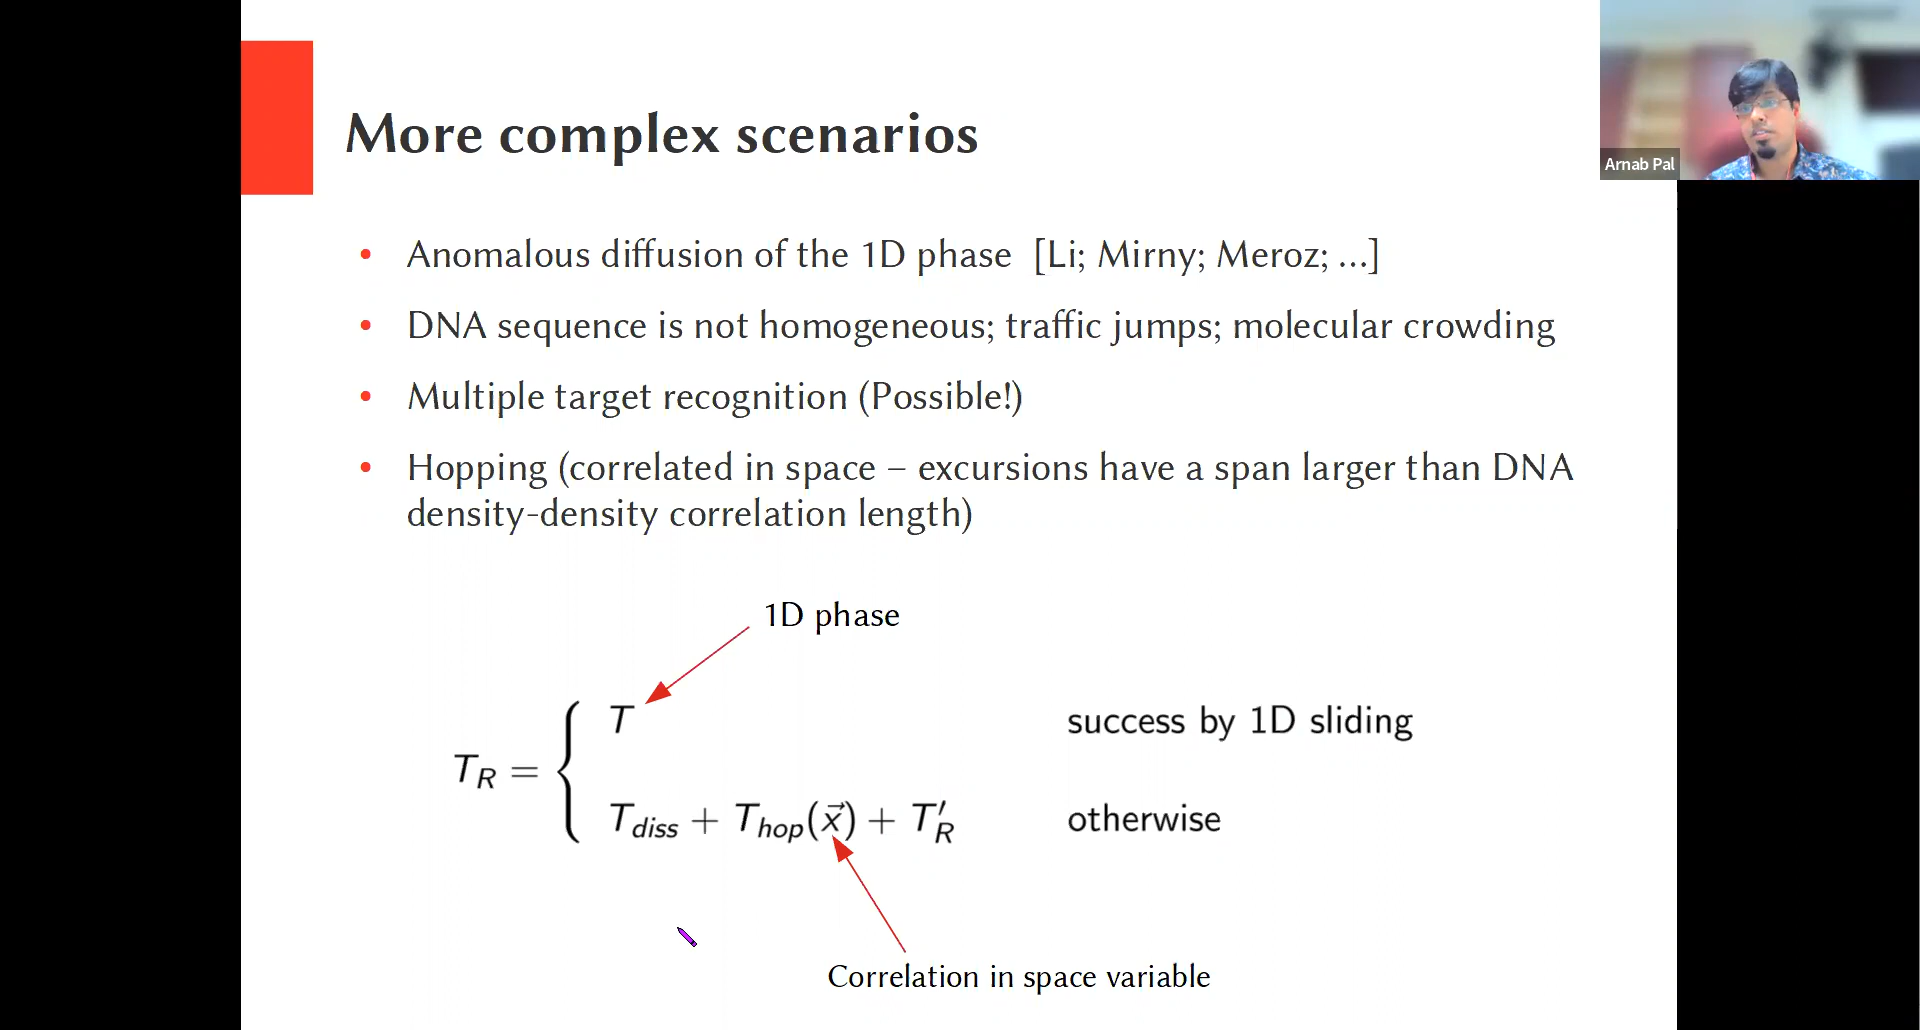 More complex scenarios
Arnab Pal
• Anomalous diffusion of the 1D phase [Li; Mirny; Meroz; ...]
• DNA sequence is not homogeneous; traffic jumps; molecular crowding
• Multiple target recognition (Possible!)
• Hopping (correlated in space – excursions have a span larger than DNA
density-density correlation length)
1D phase
T success by 1D sliding
T_R = {
T_diss + T_hop(x⃗) + T′_R otherwise
Correlation in space variable